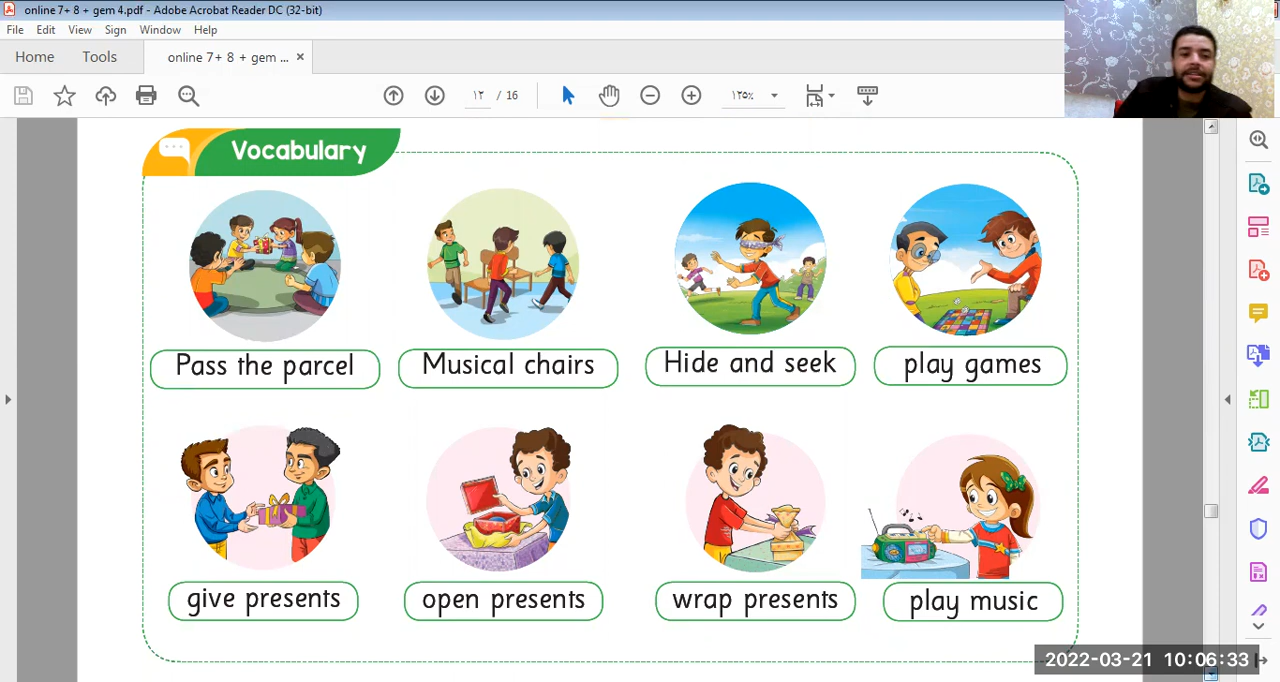 online 7+ 8 + gem 4.pdf - Adobe Acrobat Reader DC (32-bit)
File Edit View Sign Window Help
Home Tools online 7+ 8 + gem ... ×
١٢ / 16 ١٢٥%
Vocabulary
Pass the parcel Musical chairs Hide and seek play games
give presents open presents wrap presents play music
2022-03-21 10:06:33